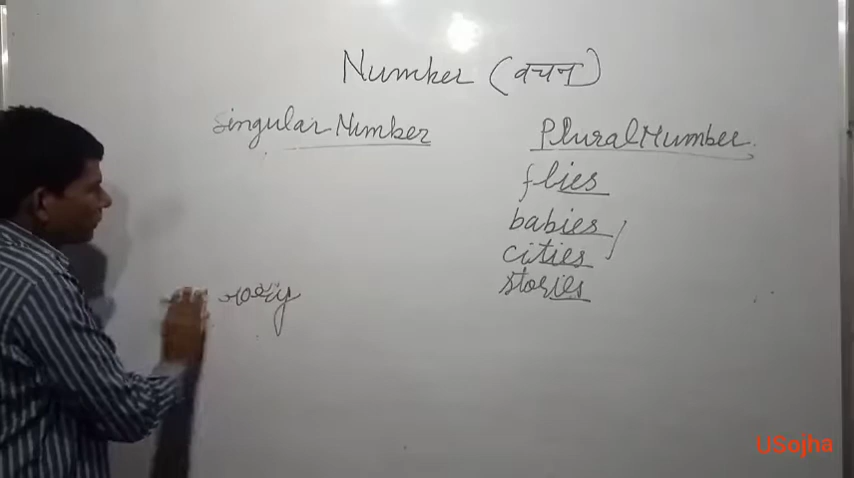 Number (वचन)
Singular Number
Plural Number
flies
babies
cities
stories
USojha